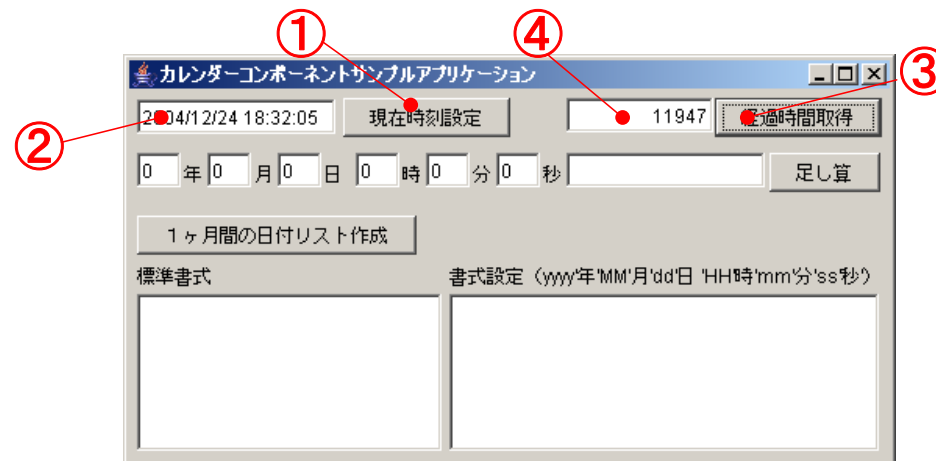 ① ④
カレンダーコンポーネントサンプルアプリケーション
③
② 2004/12/24 18:32:05 現在時刻設定 11947 経過時間取得
0 年 0 月 0 日 0 時 0 分 0 秒 足し算
1ヶ月間の日付リスト作成
標準書式 書式設定（yyyy'年'MM'月'dd'日 'HH'時'mm'分'ss'秒'）